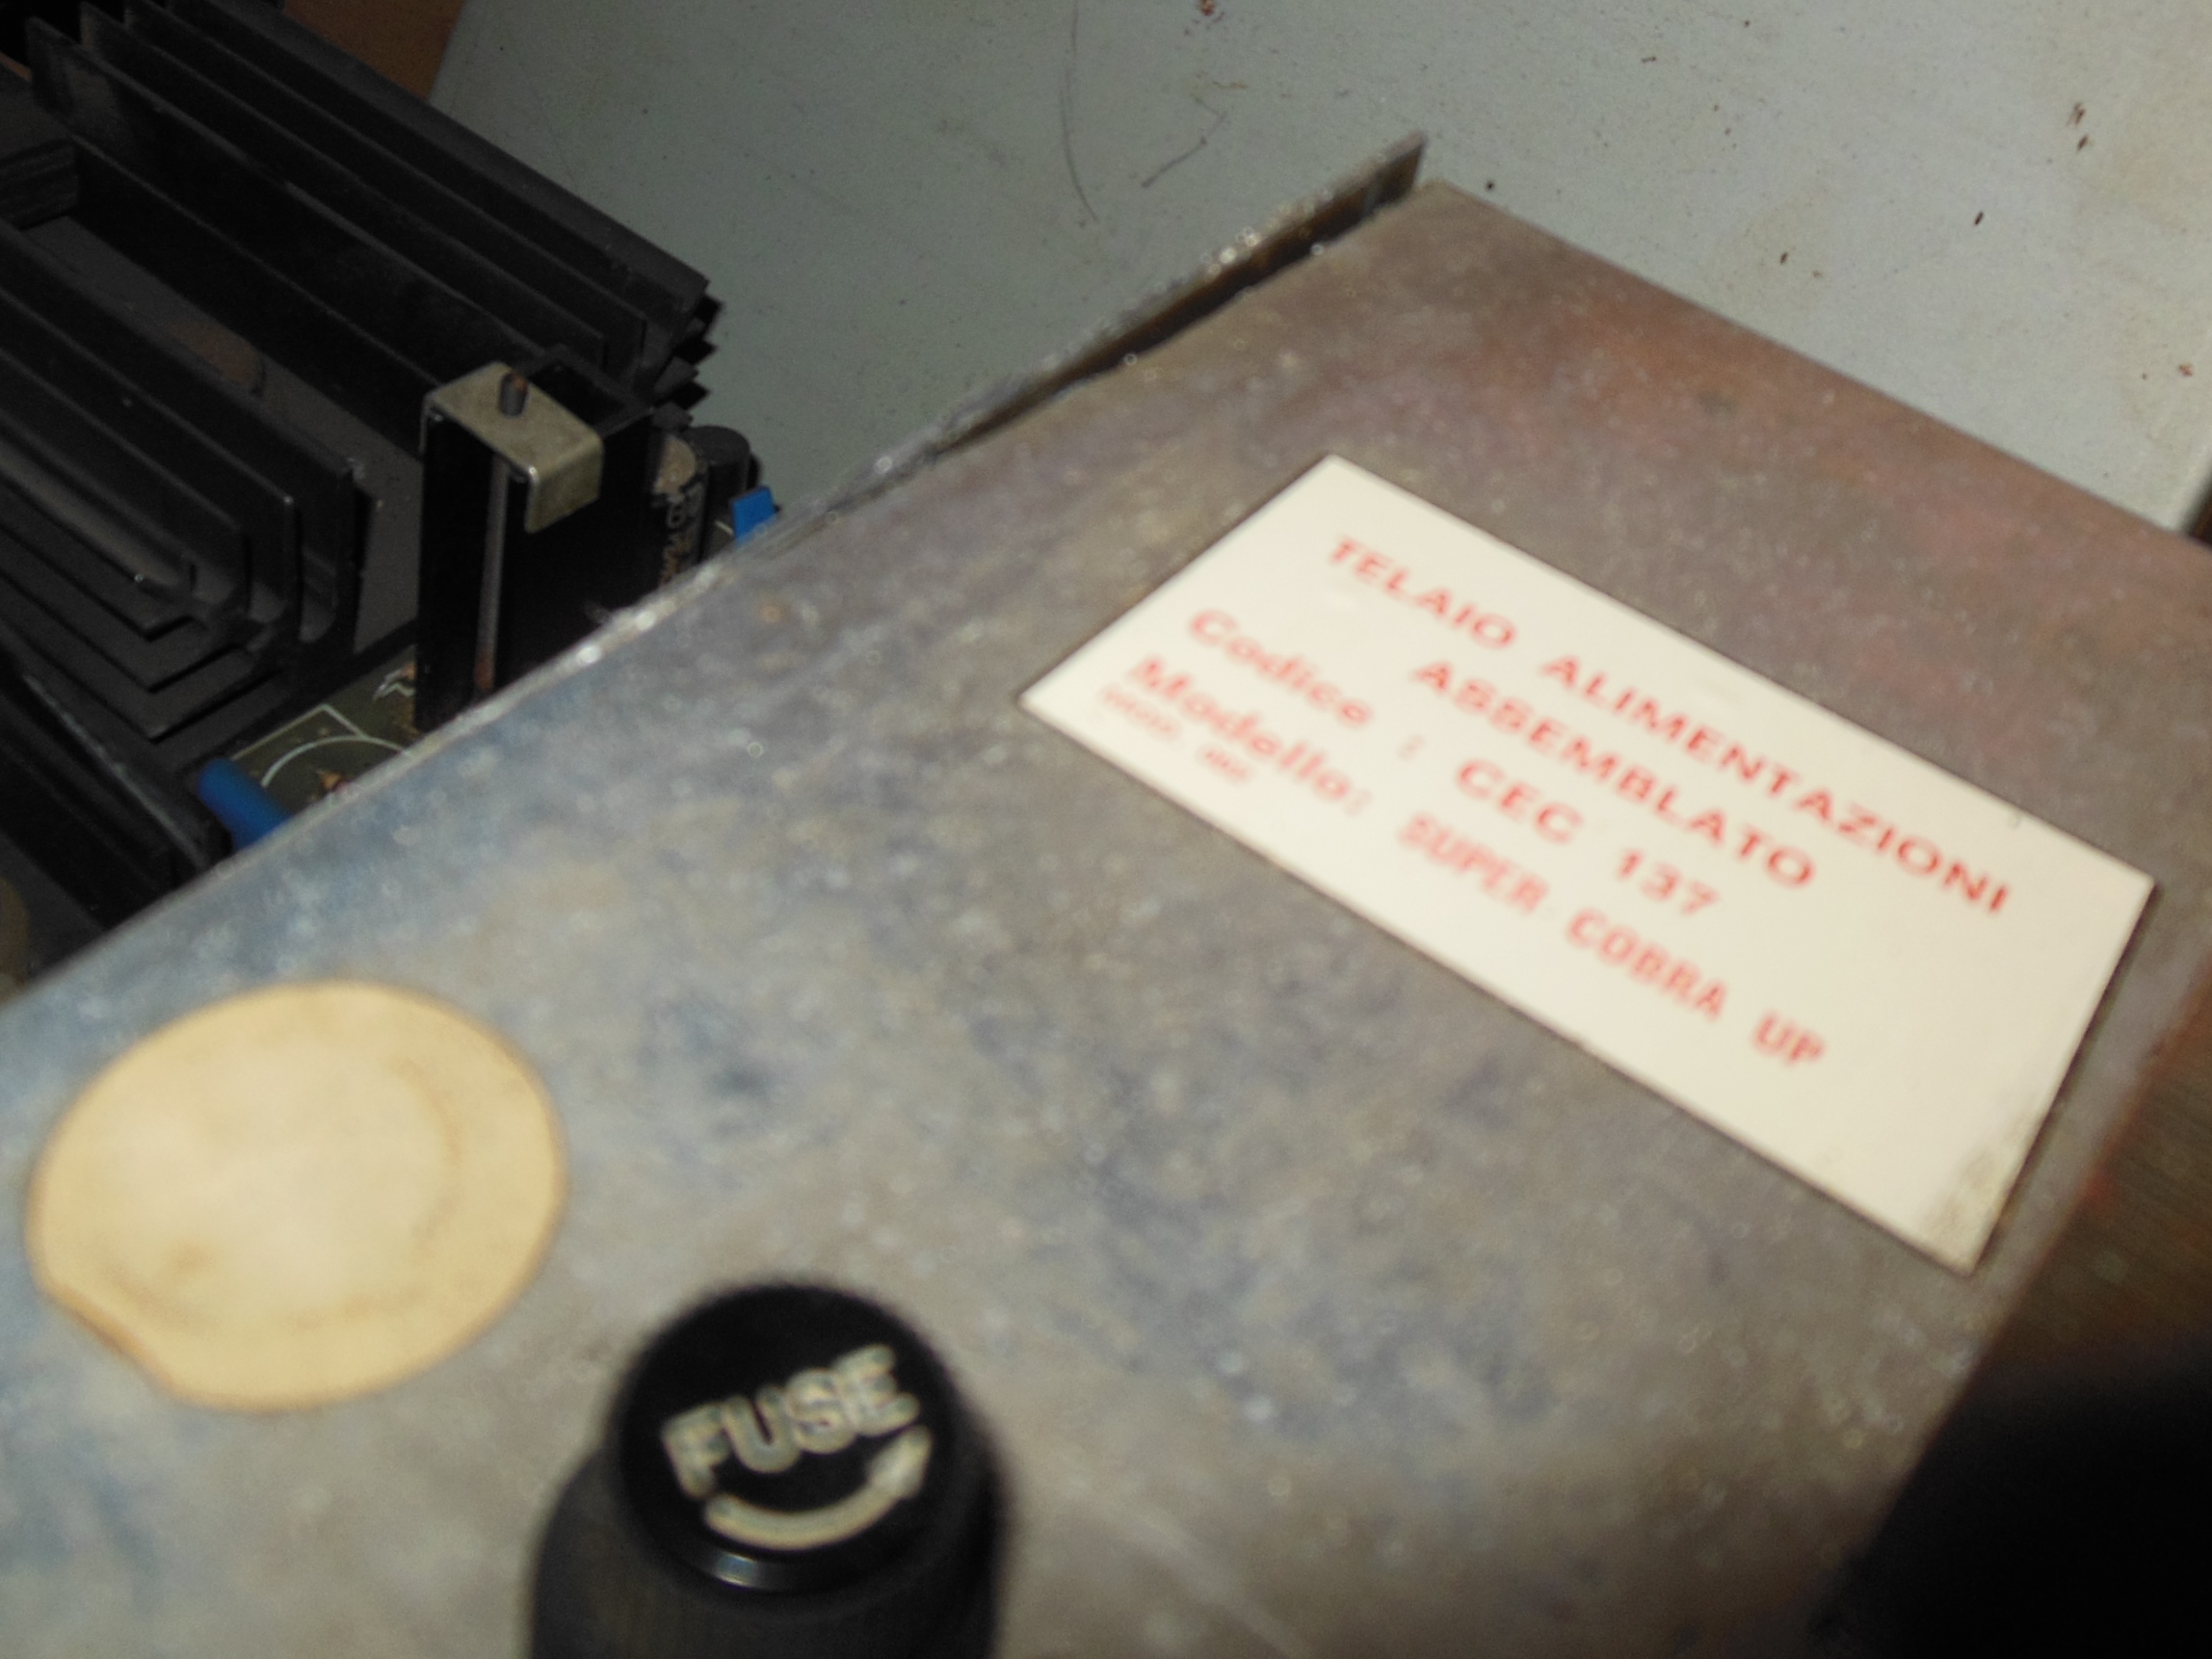 TELAIO ALIMENTAZIONI
ASSEMBLATO
Codice : CEC 137
Modello: SUPER COBRA UP
FUSE